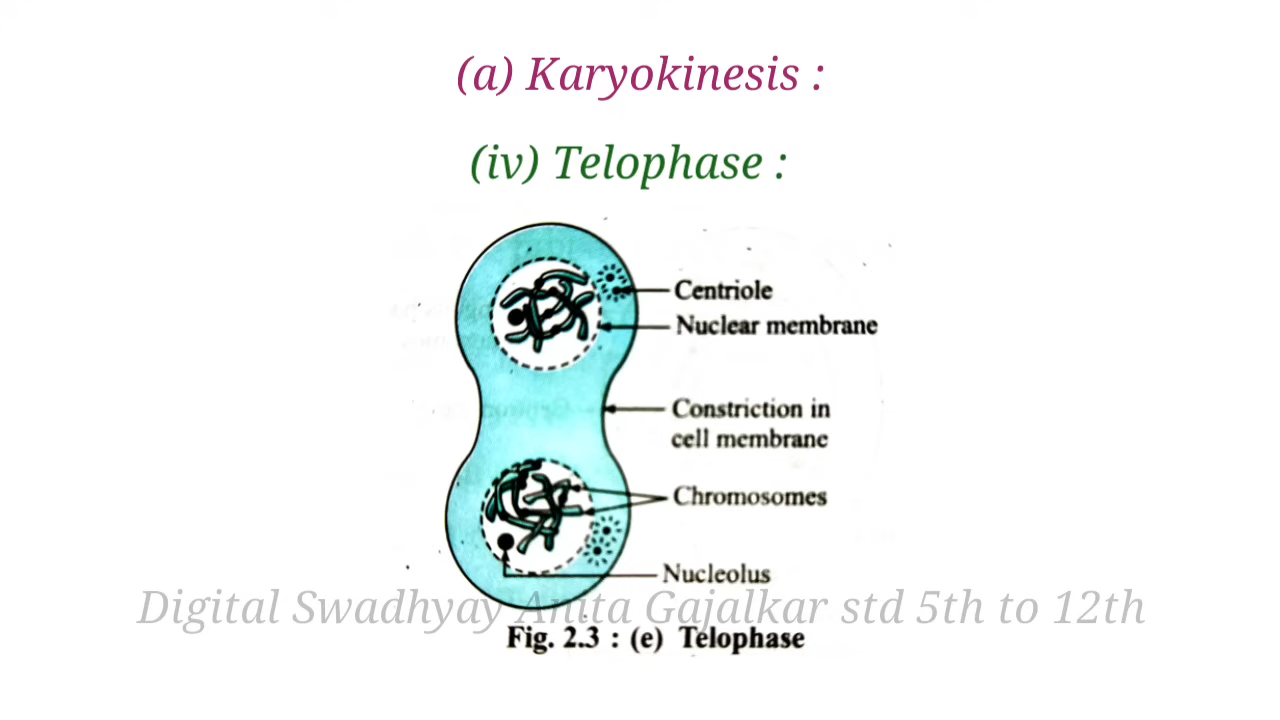 (a) Karyokinesis :
(iv) Telophase :
Centriole
Nuclear membrane
Constriction in
cell membrane
Chromosomes
Nucleolus
Digital Swadhyay Anita Gajalkar std 5th to 12th
Fig. 2.3 : (e) Telophase